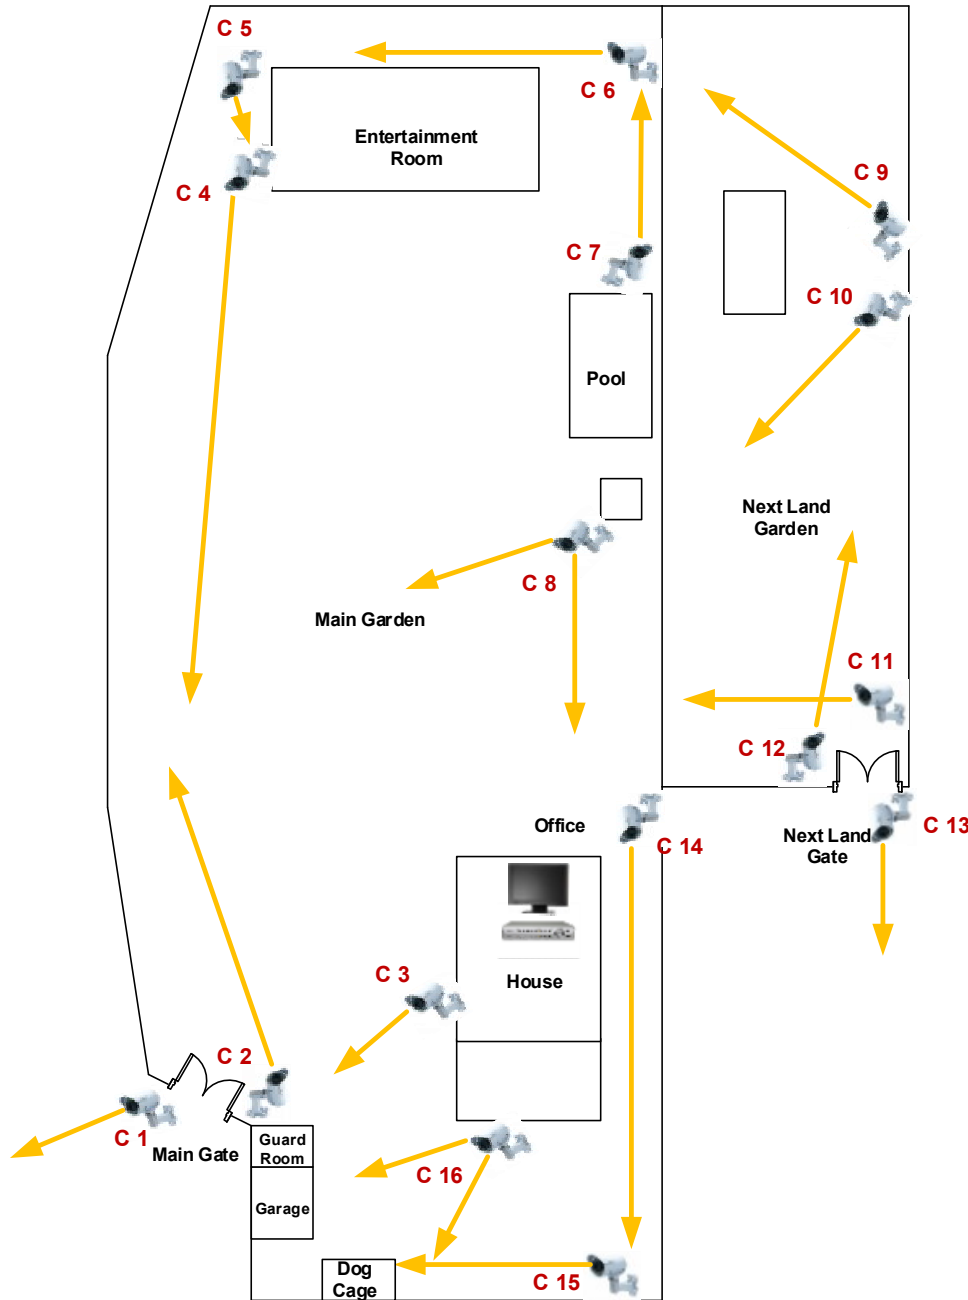 C 5
C 6
Entertainment
Room
C 4
C 9
C 7
C 10
Pool
Next Land
Garden
C 8
Main Garden
C 11
C 12
Office
C 14
C 13
Next Land
Gate
C 3
House
C 2
C 1
Main Gate
Guard
Room
C 16
Garage
Dog
Cage
C 15